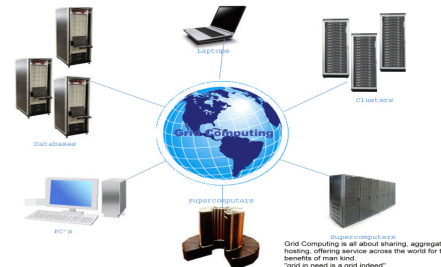 Laptops
Clusters
Grid Computing
Databases
PC's
supercomputers
Supercomputers
Grid Computing is all about sharing, aggregat
hosting, offering service across the world for t
benefits of man kind.
"grid in need is a grid indeed"